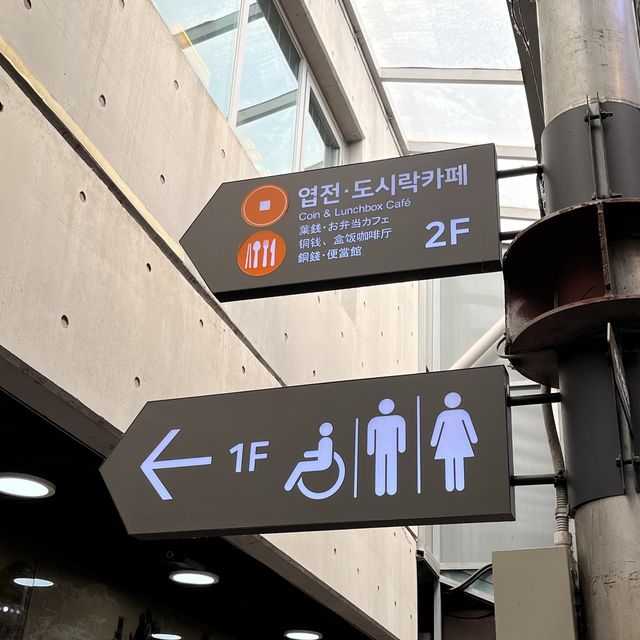 엽전·도시락카페
Coin & Lunchbox Café
葉銭·お弁当カフェ
铜钱、盒饭咖啡厅
銅錢·便當館
2F
1F